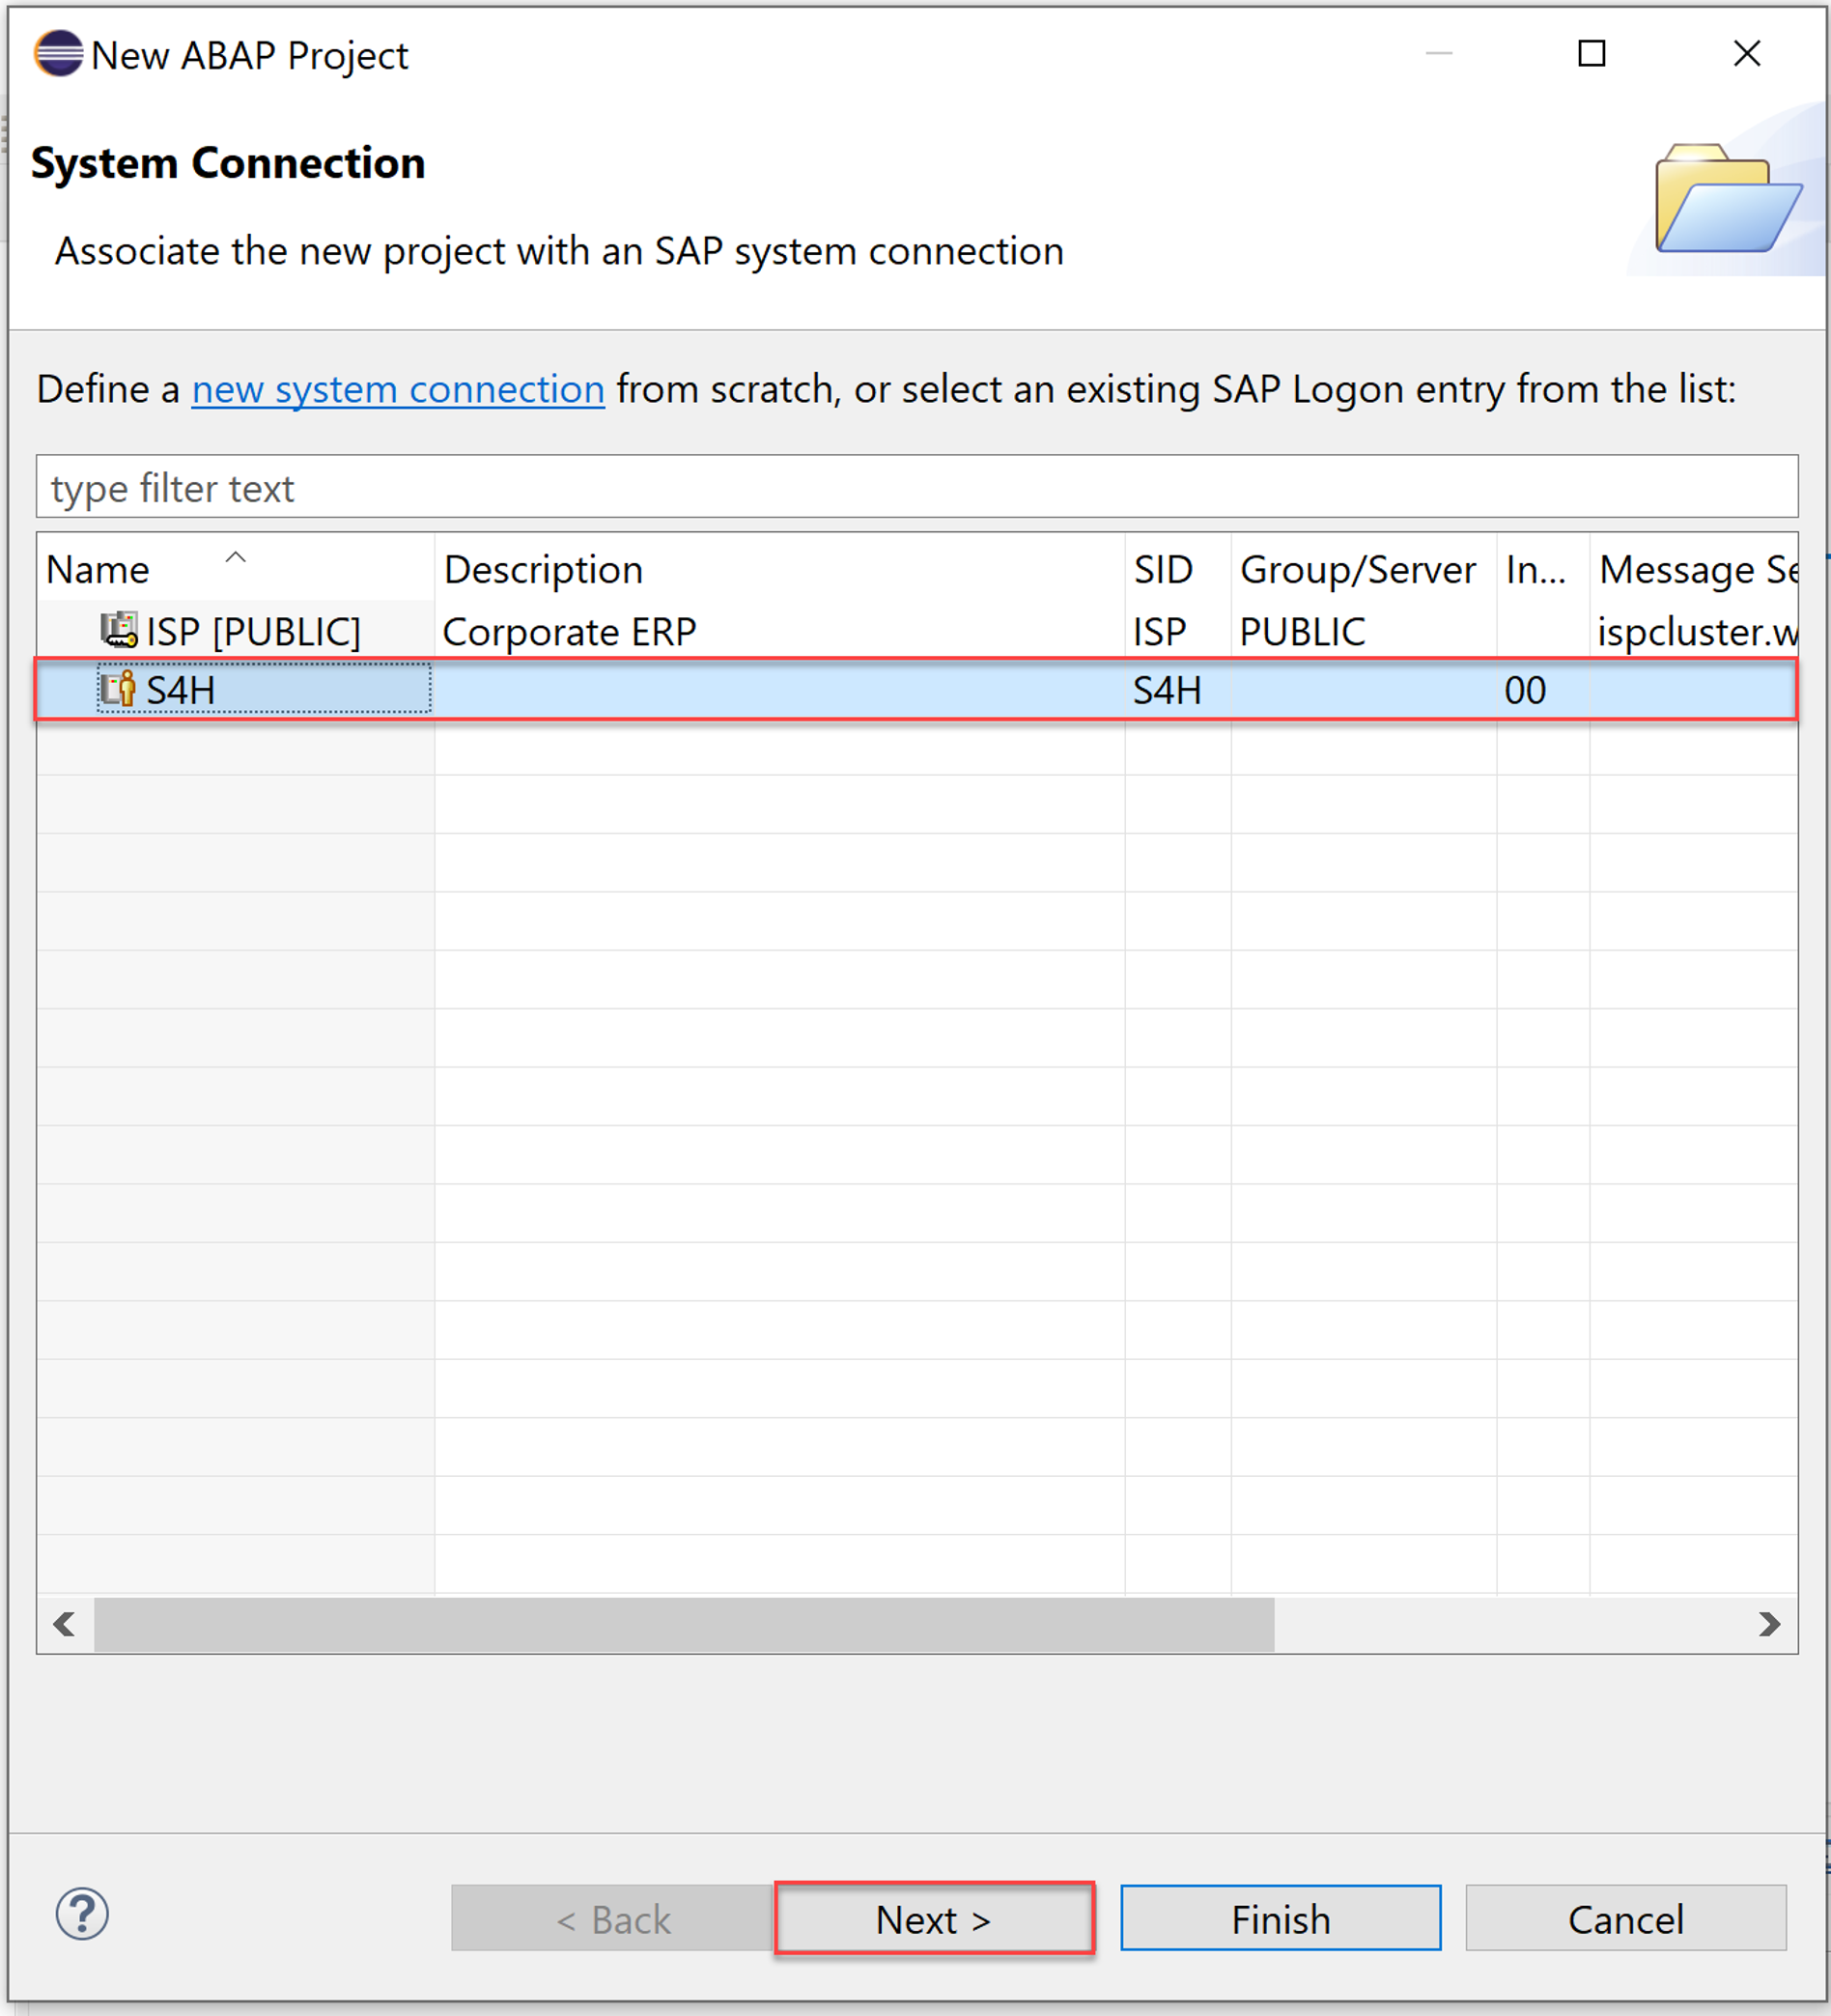 New ABAP Project
System Connection
Associate the new project with an SAP system connection
Define a new system connection from scratch, or select an existing SAP Logon entry from the list:
type filter text
Name Description SID Group/Server In... Message Se
ISP [PUBLIC] Corporate ERP ISP PUBLIC ispcluster.w
S4H S4H 00
? < Back Next > Finish Cancel